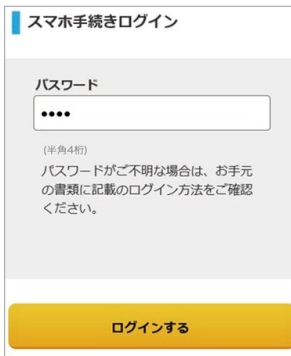 スマホ手続きログイン
パスワード
••••
(半角4桁)
パスワードがご不明な場合は、お手元
の書類に記載のログイン方法をご確認
ください。
ログインする